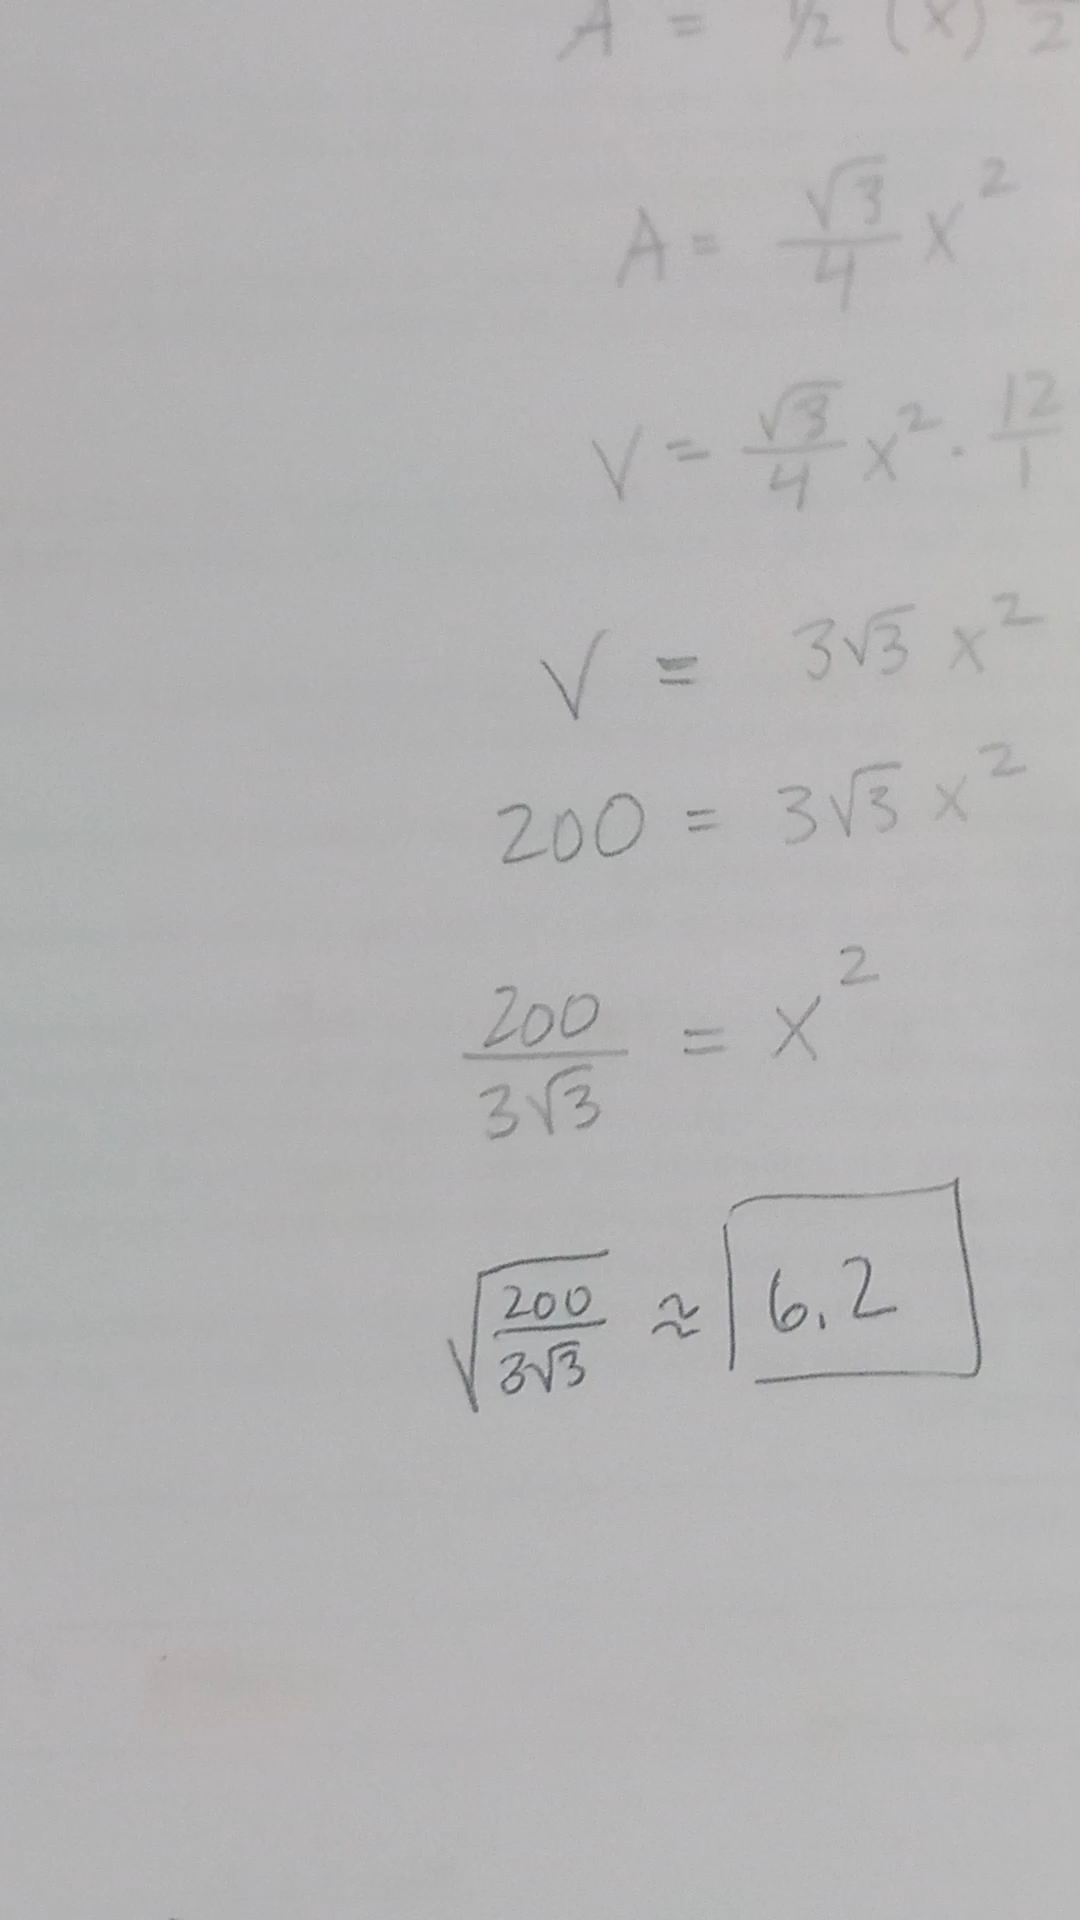 A = 1/2 (x) /2
A = √3/4 x²
V = √3/4 x² · 12/1
V = 3√3 x²
200 = 3√3 x²
200/3√3 = x²
√(200/3√3) ≈ 6.2